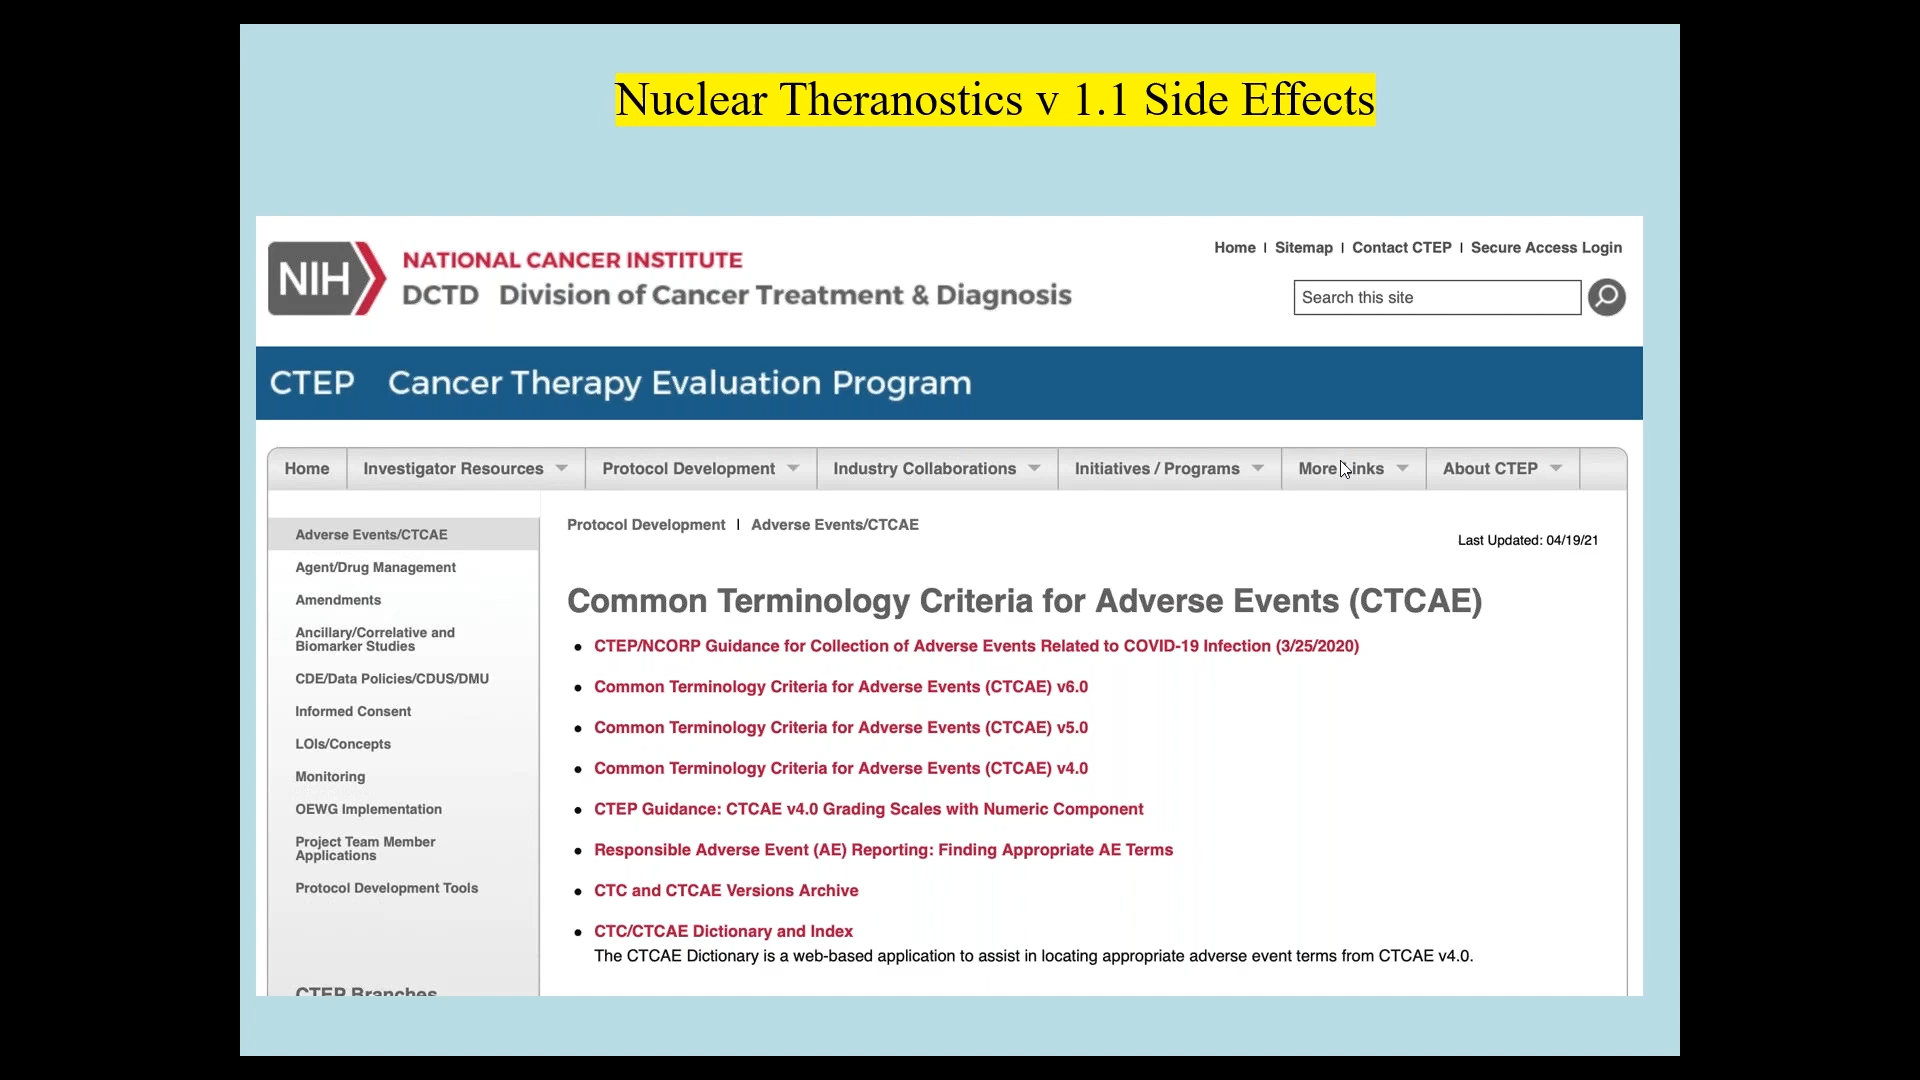 Nuclear Theranostics v 1.1 Side Effects
NIH
NATIONAL CANCER INSTITUTE
DCTD Division of Cancer Treatment & Diagnosis
Home | Sitemap | Contact CTEP | Secure Access Login
Search this site
CTEP Cancer Therapy Evaluation Program
Home Investigator Resources Protocol Development Industry Collaborations Initiatives / Programs More Links About CTEP
Adverse Events/CTCAE
Agent/Drug Management
Amendments
Ancillary/Correlative and
Biomarker Studies
CDE/Data Policies/CDUS/DMU
Informed Consent
LOIs/Concepts
Monitoring
OEWG Implementation
Project Team Member
Applications
Protocol Development Tools
CTEP Branches
Protocol Development | Adverse Events/CTCAE
Last Updated: 04/19/21
Common Terminology Criteria for Adverse Events (CTCAE)
• CTEP/NCORP Guidance for Collection of Adverse Events Related to COVID-19 Infection (3/25/2020)
• Common Terminology Criteria for Adverse Events (CTCAE) v6.0
• Common Terminology Criteria for Adverse Events (CTCAE) v5.0
• Common Terminology Criteria for Adverse Events (CTCAE) v4.0
• CTEP Guidance: CTCAE v4.0 Grading Scales with Numeric Component
• Responsible Adverse Event (AE) Reporting: Finding Appropriate AE Terms
• CTC and CTCAE Versions Archive
• CTC/CTCAE Dictionary and Index
The CTCAE Dictionary is a web-based application to assist in locating appropriate adverse event terms from CTCAE v4.0.